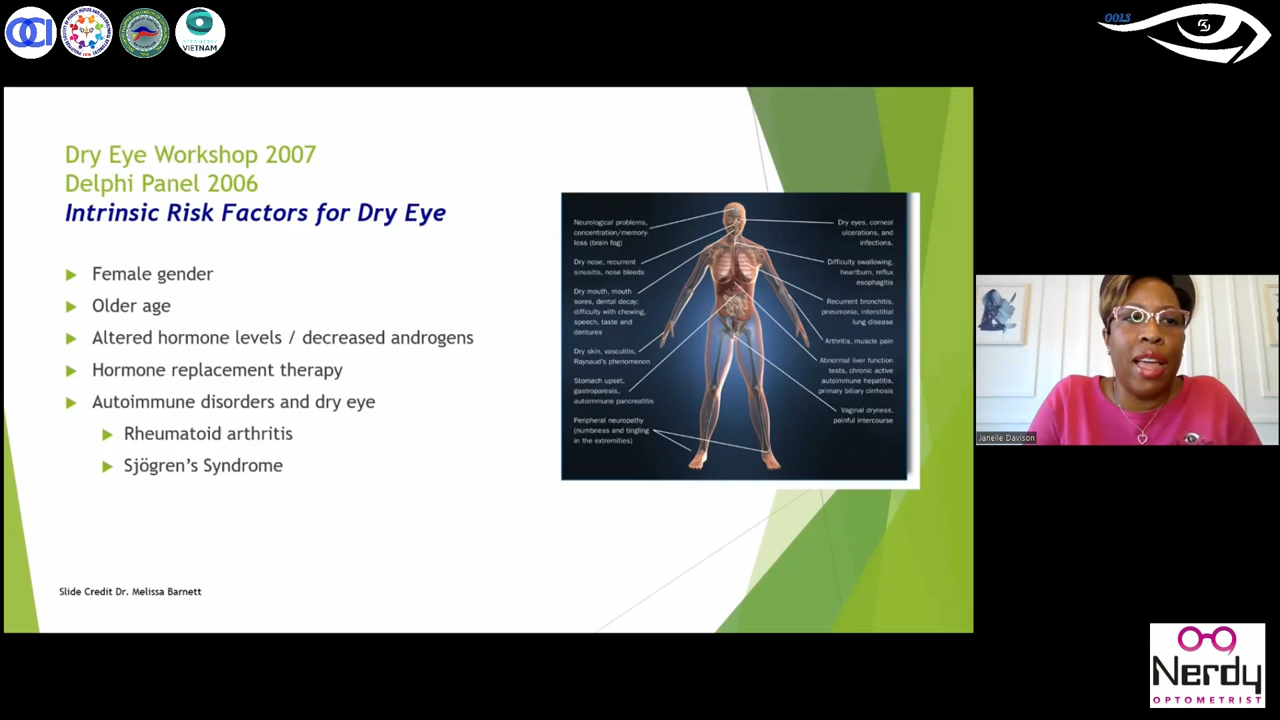 OCI
OPTOMETRY
VIETNAM
OOLS
Dry Eye Workshop 2007
Delphi Panel 2006
Intrinsic Risk Factors for Dry Eye
Female gender
Older age
Altered hormone levels / decreased androgens
Hormone replacement therapy
Autoimmune disorders and dry eye
Rheumatoid arthritis
Sjögren's Syndrome
Neurological problems,
concentration/memory-
loss (brain fog)
Dry nose, recurrent
sinusitis, nose bleeds
Dry mouth, mouth
sores, dental decay;
difficulty with chewing,
speech, taste and
dentures
Dry skin, vasculitis,
Raynaud's phenomenon
Stomach upset,
gastroparesis,
autoimmune pancreatitis
Peripheral neuropathy
(numbness and tingling
in the extremities)
Dry eyes, corneal
ulcerations, and
infections.
Difficulty swallowing,
heartburn, reflux
esophagitis
Recurrent bronchitis,
pneumonia, interstitial
lung disease
Arthritis, muscle pain
Abnormal liver function
tests, chronic active
autoimmune hepatitis,
primary biliary cirrhosis
Vaginal dryness,
painful intercourse
Slide Credit Dr. Melissa Barnett
Janelle Davison
Nerdy
OPTOMETRIST